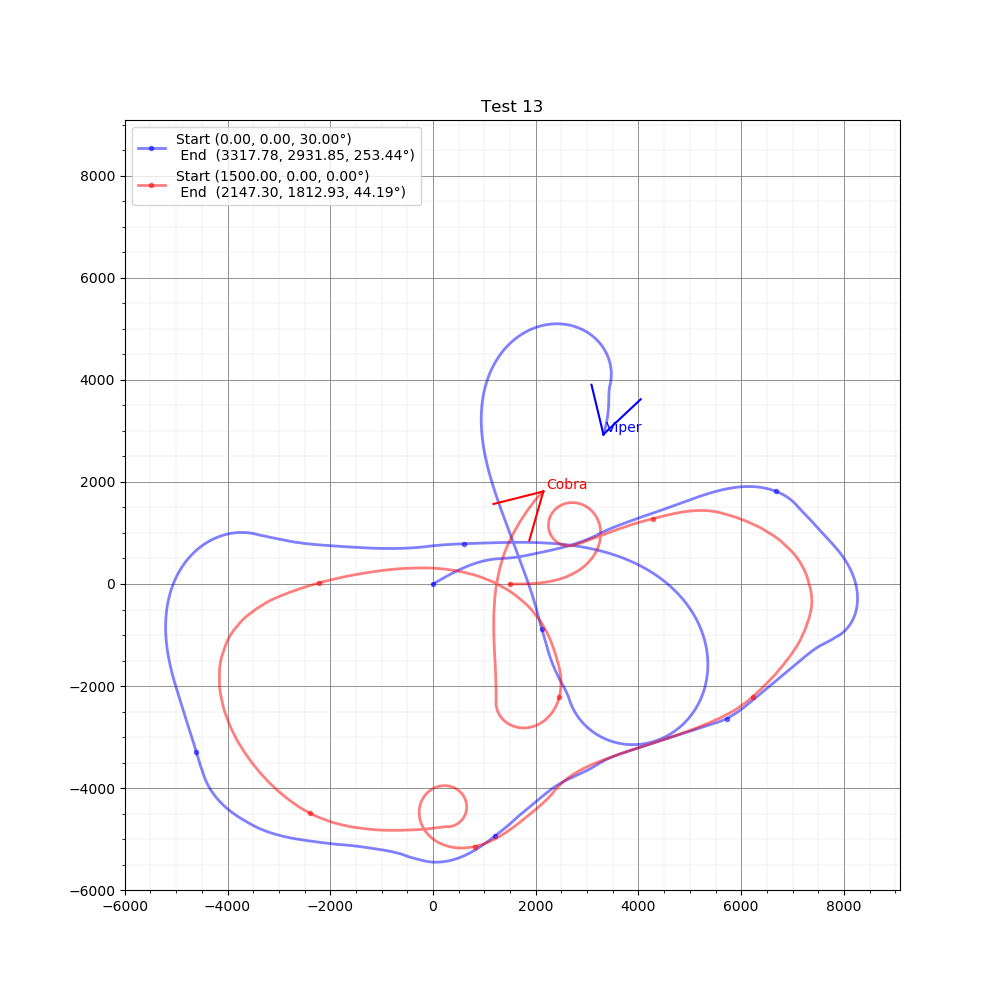 Test 13
Start (0.00, 0.00, 30.00°)
End (3317.78, 2931.85, 253.44°)
Start (1500.00, 0.00, 0.00°)
End (2147.30, 1812.93, 44.19°)
8000
6000
4000
2000
0
−2000
−4000
−6000
Viper
Cobra
−6000 −4000 −2000 0 2000 4000 6000 8000